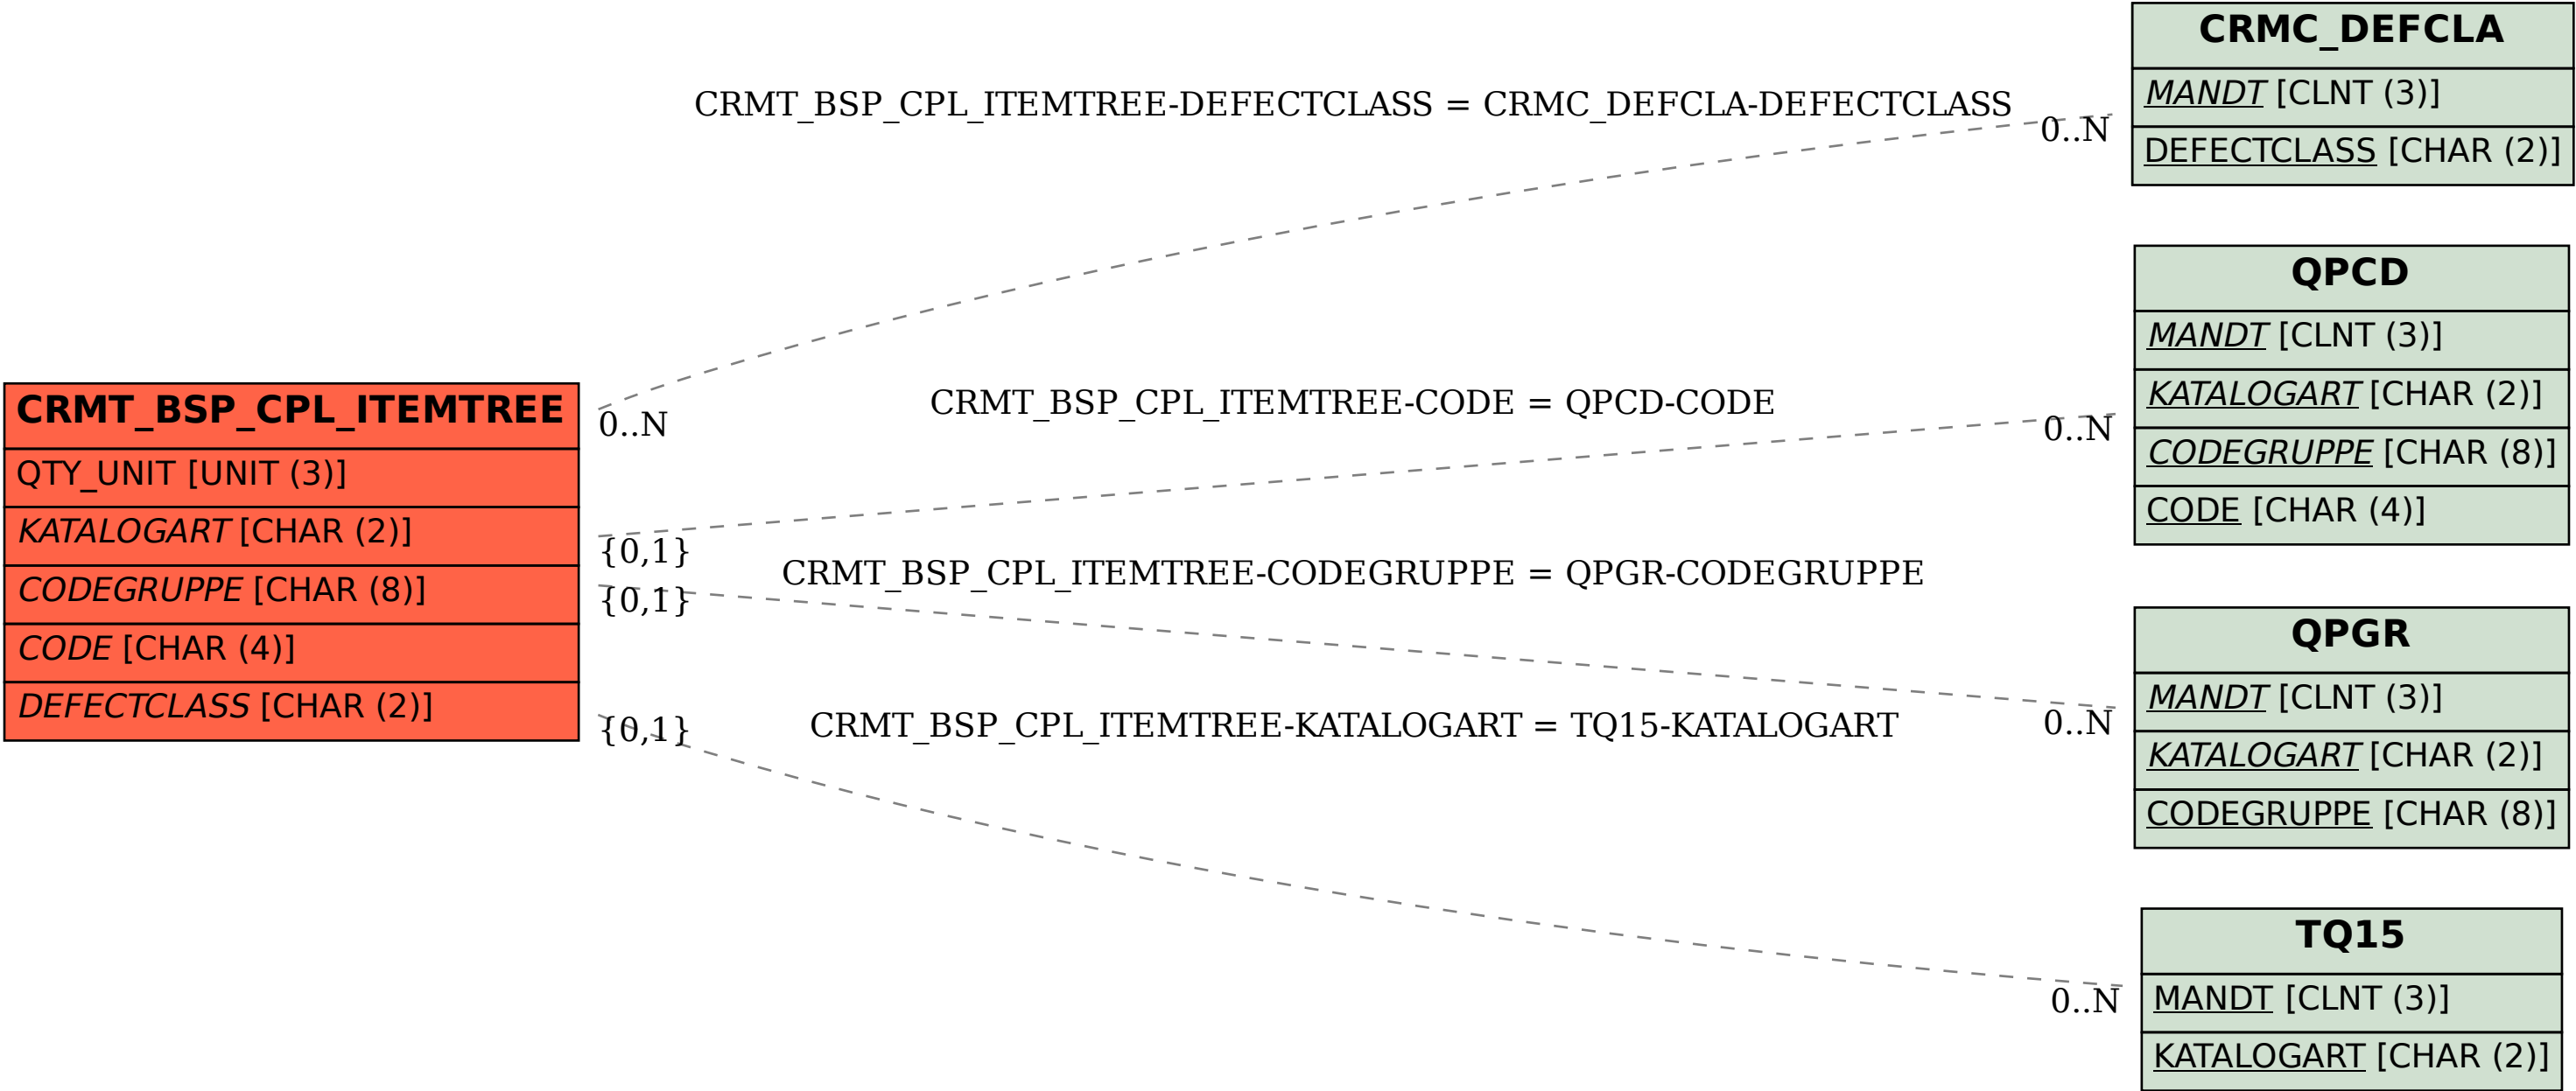 CRMC_DEFCLA
MANDT [CLNT (3)]
DEFECTCLASS [CHAR (2)]
CRMT_BSP_CPL_ITEMTREE-DEFECTCLASS = CRMC_DEFCLA-DEFECTCLASS
0..N
0..N
QPCD
MANDT [CLNT (3)]
KATALOGART [CHAR (2)]
CODEGRUPPE [CHAR (8)]
CODE [CHAR (4)]
CRMT_BSP_CPL_ITEMTREE-CODE = QPCD-CODE
0..N
{0,1}
CRMT_BSP_CPL_ITEMTREE
QTY_UNIT [UNIT (3)]
KATALOGART [CHAR (2)]
CODEGRUPPE [CHAR (8)]
CODE [CHAR (4)]
DEFECTCLASS [CHAR (2)]
CRMT_BSP_CPL_ITEMTREE-CODEGRUPPE = QPGR-CODEGRUPPE
{0,1}
0..N
QPGR
MANDT [CLNT (3)]
KATALOGART [CHAR (2)]
CODEGRUPPE [CHAR (8)]
CRMT_BSP_CPL_ITEMTREE-KATALOGART = TQ15-KATALOGART
{0,1}
0..N
TQ15
MANDT [CLNT (3)]
KATALOGART [CHAR (2)]